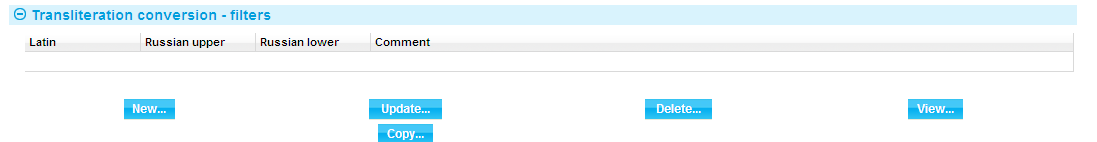 Transliteration conversion - filters
Latin Russian upper Russian lower Comment
New... Update... Delete... View...
Copy...